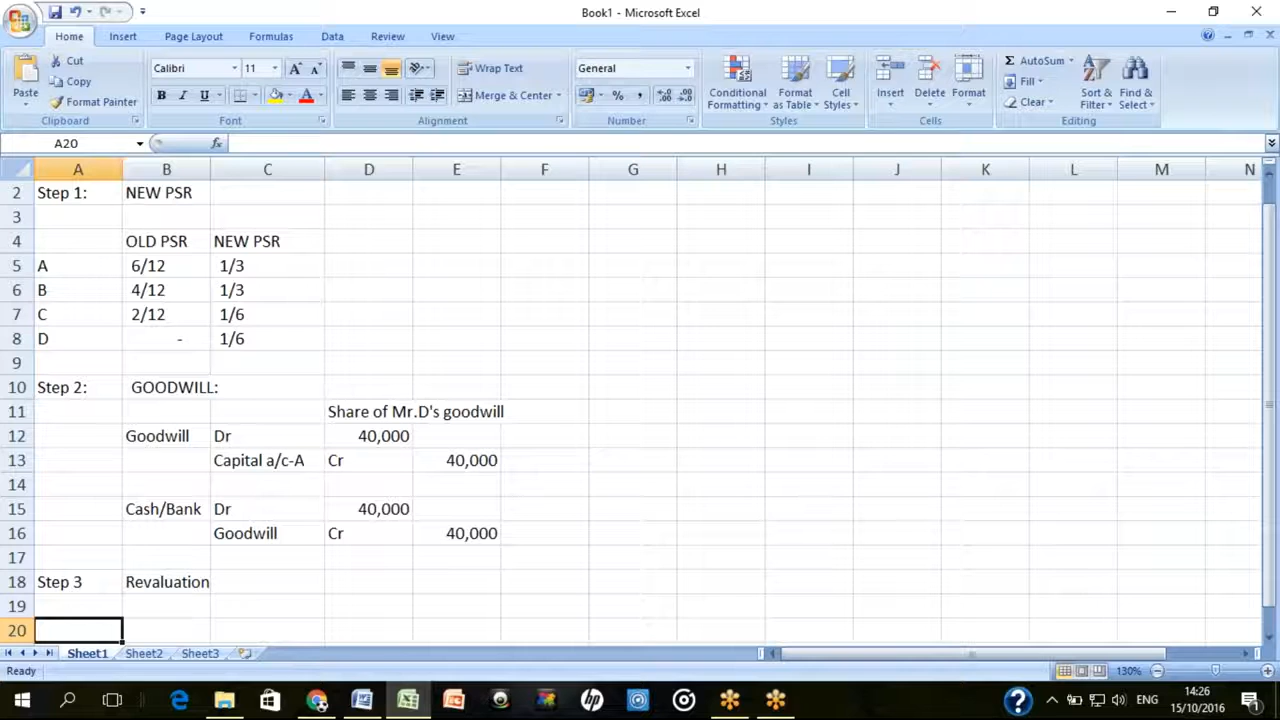 Book1 - Microsoft Excel
Home Insert Page Layout Formulas Data Review View
Paste Cut Copy Format Painter Clipboard
Calibri 11 A A B I U A Font
Wrap Text Merge & Center Alignment
General % , Number
Conditional Formatting Format as Table Cell Styles Styles
Insert Delete Format Cells
Σ AutoSum Fill Clear Sort & Filter Find & Select Editing
A20 fx
A B C D E F G H I J K L M N
2 Step 1: NEW PSR
3
4 OLD PSR NEW PSR
5 A 6/12 1/3
6 B 4/12 1/3
7 C 2/12 1/6
8 D - 1/6
9
10 Step 2: GOODWILL:
11 Share of Mr.D's goodwill
12 Goodwill Dr 40,000
13 Capital a/c-A Cr 40,000
14
15 Cash/Bank Dr 40,000
16 Goodwill Cr 40,000
17
18 Step 3 Revaluation
19
20
Sheet1 Sheet2 Sheet3
Ready 130%
e W X P hp ? ENG 14:26
15/10/2016 1